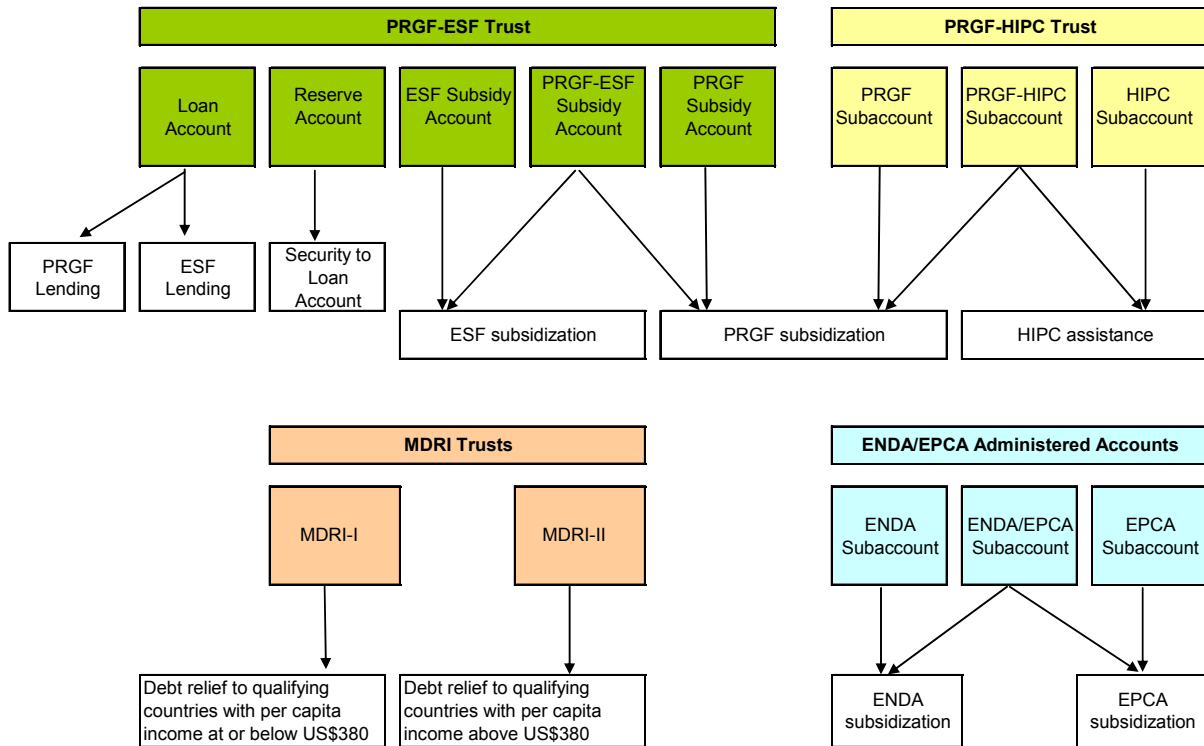 PRGF-ESF Trust
PRGF-HIPC Trust
Loan
Account
Reserve
Account
ESF Subsidy
Account
PRGF-ESF
Subsidy
Account
PRGF
Subsidy
Account
PRGF
Subaccount
PRGF-HIPC
Subaccount
HIPC
Subaccount
PRGF
Lending
ESF
Lending
Security to
Loan
Account
ESF subsidization
PRGF subsidization
HIPC assistance
MDRI Trusts
ENDA/EPCA Administered Accounts
MDRI-I
MDRI-II
ENDA
Subaccount
ENDA/EPCA
Subaccount
EPCA
Subaccount
Debt relief to qualifying
countries with per capita
income at or below US$380
Debt relief to qualifying
countries with per capita
income above US$380
ENDA
subsidization
EPCA
subsidization